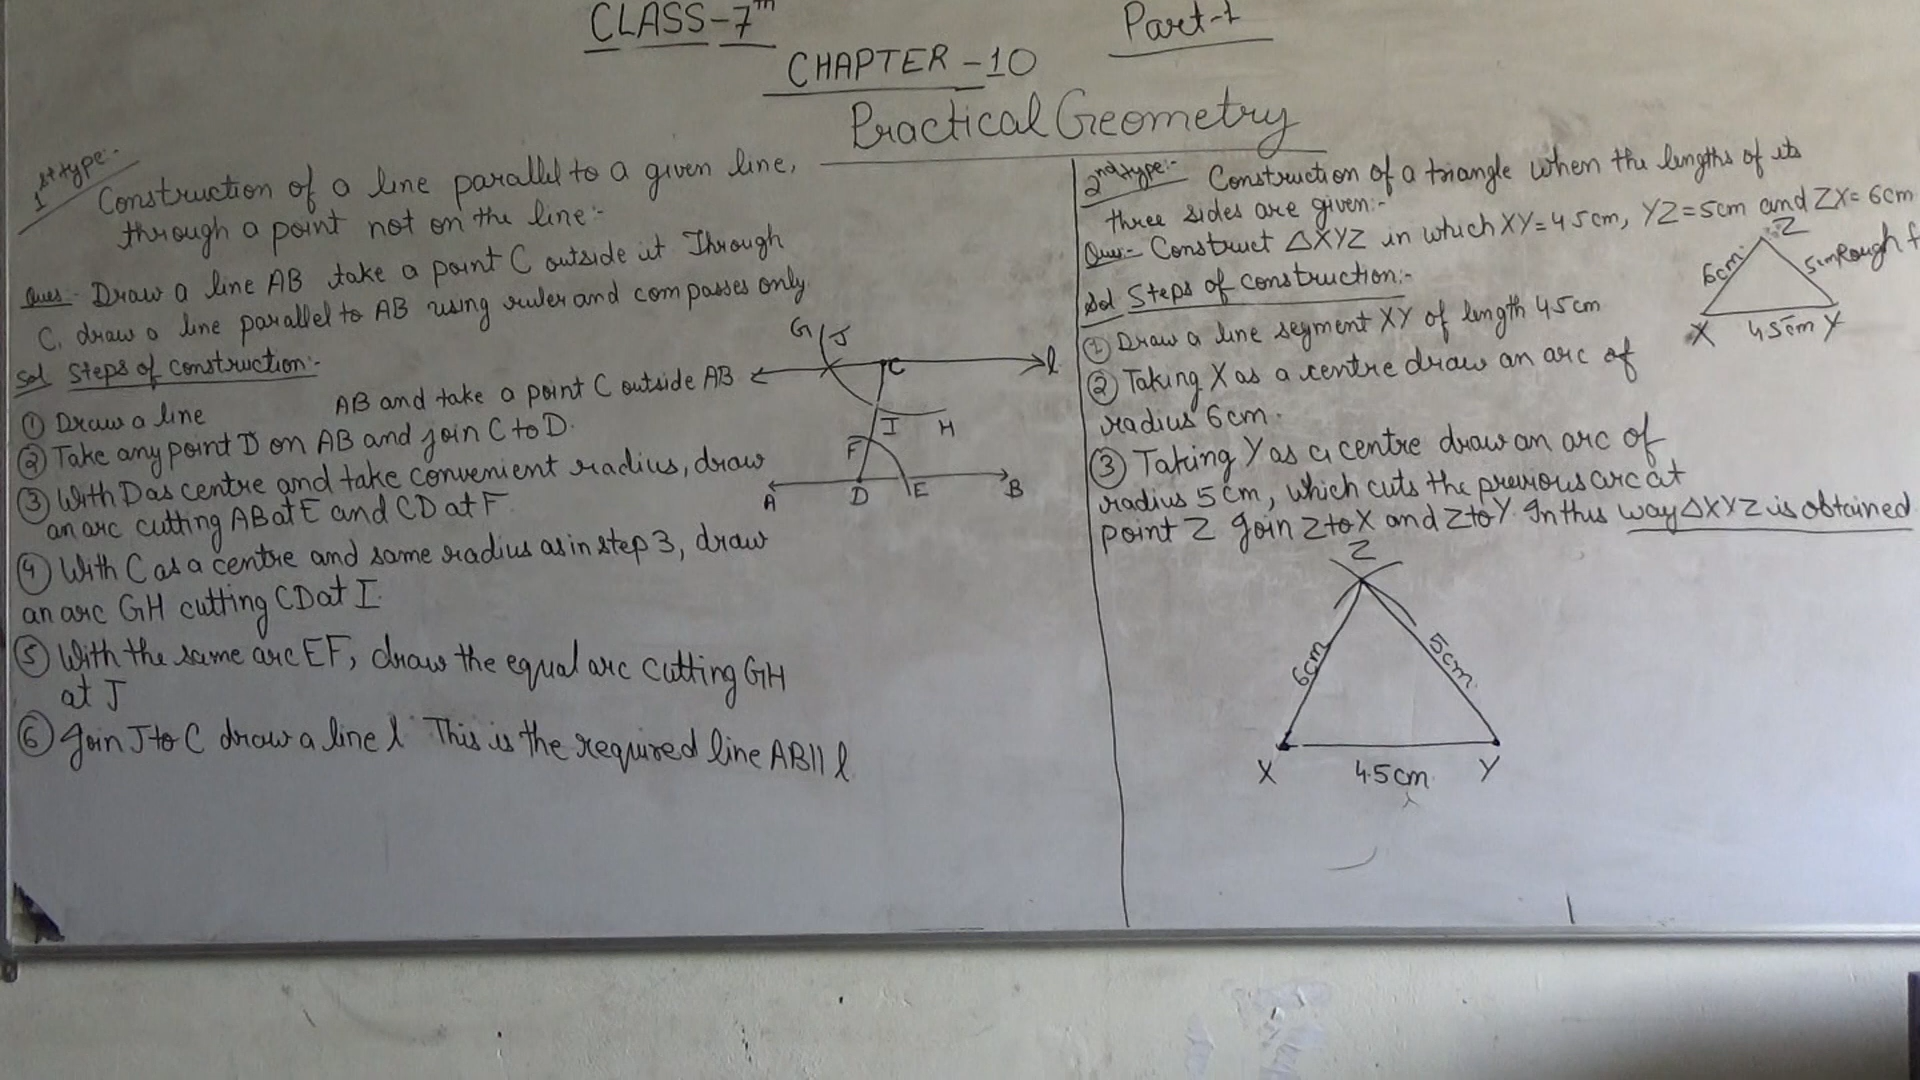 CLASS-7th
Part-1
CHAPTER-10
Practical Geometry
1st type:-
Construction of a line parallel to a given line,
through a point not on the line:-
Ques:- Draw a line AB take a point C outside it Through
C, draw a line parallel to AB using ruler and compasses only.
Sol Steps of construction:-
① Draw a line AB and take a point C outside AB
② Take any point D on AB and join C to D.
③ With D as centre and take convenient radius, draw
an arc cutting AB at E and CD at F.
④ With C as a centre and same radius as in step 3, draw
an arc GH cutting CD at I.
⑤ With the same arc EF, draw the equal arc cutting GH
at J
⑥ Join J to C draw a line l This is the required line AB||l
G J C l
I H
F
A D E B
2nd type:- Construction of a triangle when the lengths of its
three sides are given:-
Ques:- Construct △XYZ in which XY=4.5cm, YZ=5cm and ZX=6cm
Sol Steps of construction:-
Z
6cm 5cm Rough f
X 4.5cm Y
① Draw a line segment XY of length 4.5cm
② Taking X as a centre draw an arc of
radius 6cm.
③ Taking Y as a centre draw an arc of
radius 5cm, which cuts the previous arc at
point Z Join Z to X and Z to Y. In this way △XYZ is obtained
Z
6cm 5cm
X 4.5cm Y